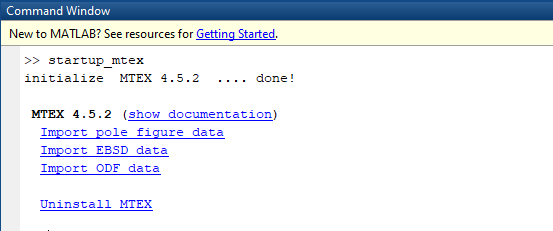 Command Window
New to MATLAB? See resources for Getting Started.
>> startup_mtex
initialize  MTEX 4.5.2  .... done!
MTEX 4.5.2 (show documentation)
Import pole figure data
Import EBSD data
Import ODF data
Uninstall MTEX